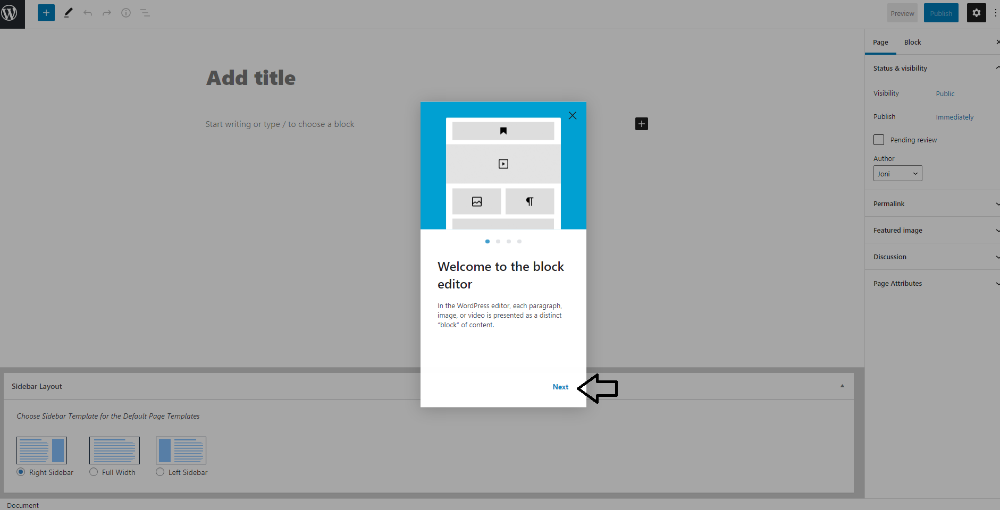 Preview
Publish
Page
Block
Add title
Start writing or type / to choose a block
Status & visibility
Visibility
Public
Publish
Immediately
Pending review
Author
Joni
Permalink
Featured image
Discussion
Page Attributes
Welcome to the block
editor
In the WordPress editor, each paragraph,
image, or video is presented as a distinct
“block” of content.
Next
Sidebar Layout
Choose Sidebar Template for the Default Page Templates
Right Sidebar
Full Width
Left Sidebar
Document